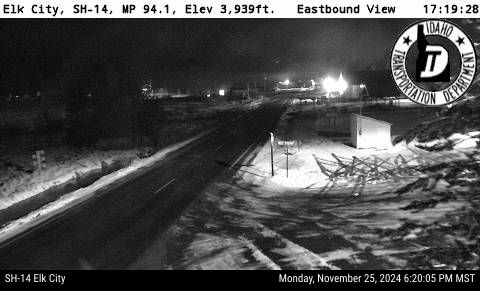 Elk City, SH-14, MP 94.1, Elev 3,939ft. Eastbound View 17:19:28
IDAHO
TRANSPORTATION DEPARTMENT
SH-14 Elk City Monday, November 25, 2024 6:20:05 PM MST